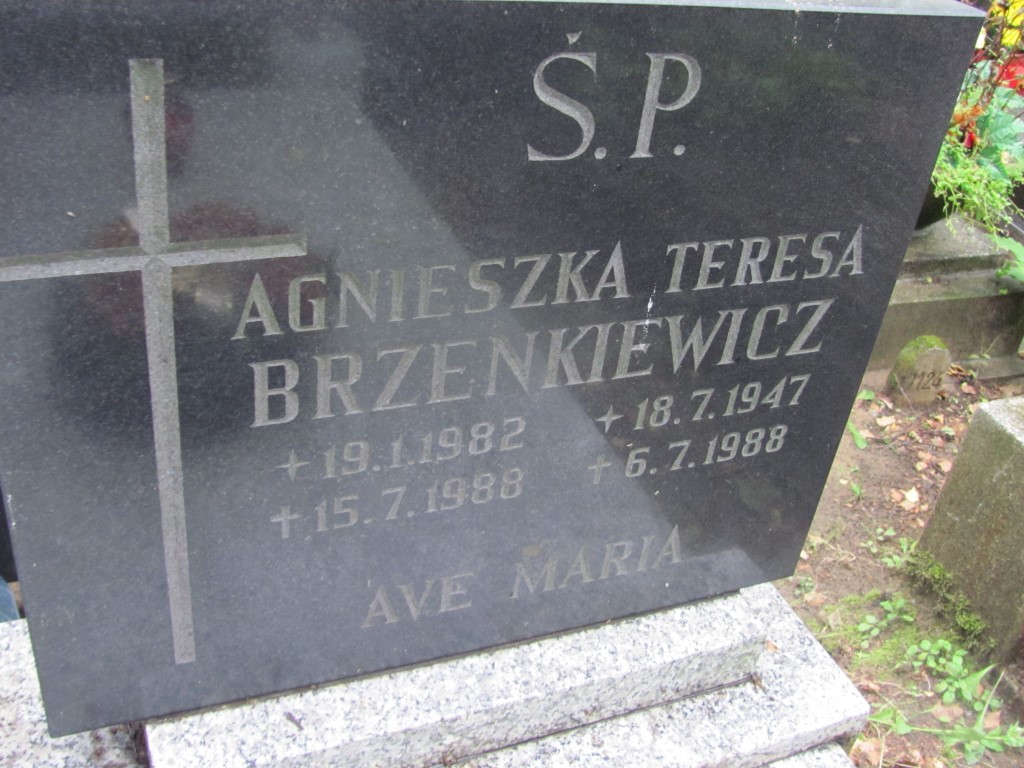 Ś.P.
AGNIESZKA TERESA
BRZENKIEWICZ
+ 19.1.1982 + 18.7.1947
+ 15.7.1988 + 6.7.1988
AVE MARIA